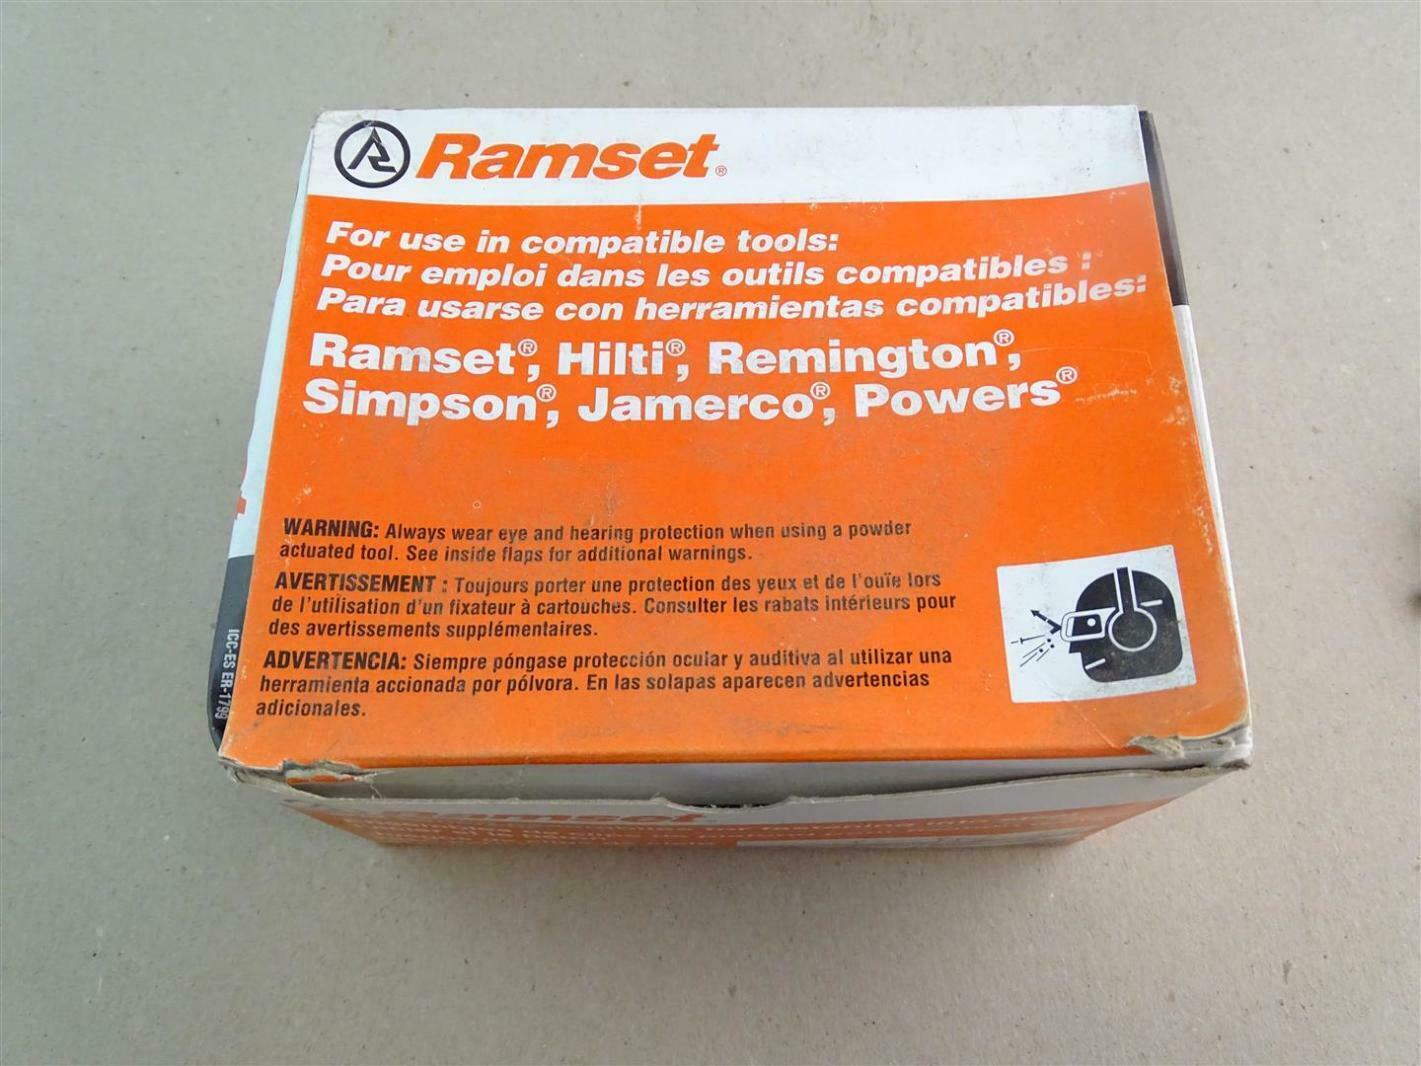 Ramset®
For use in compatible tools:
Pour emploi dans les outils compatibles :
Para usarse con herramientas compatibles:
Ramset®, Hilti®, Remington®,
Simpson®, Jamerco®, Powers®
WARNING: Always wear eye and hearing protection when using a powder
actuated tool. See inside flaps for additional warnings.
AVERTISSEMENT : Toujours porter une protection des yeux et de l'ouïe lors
de l'utilisation d'un fixateur à cartouches. Consulter les rabats intérieurs pour
des avertissements supplémentaires.
ADVERTENCIA: Siempre póngase protección ocular y auditiva al utilizar una
herramienta accionada por pólvora. En las solapas aparecen advertencias
adicionales.
ICC-ES ER-1799
Ramset